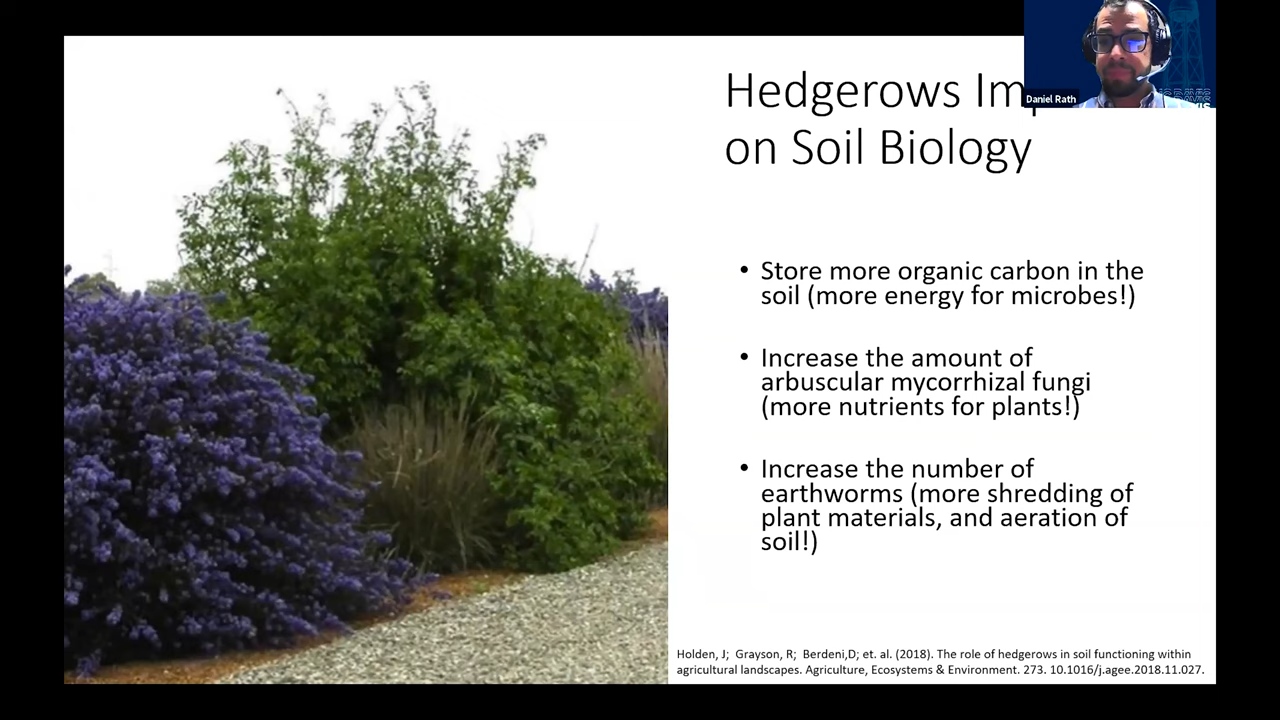 Hedgerows Imp
on Soil Biology
Daniel Rath
• Store more organic carbon in the
soil (more energy for microbes!)
• Increase the amount of
arbuscular mycorrhizal fungi
(more nutrients for plants!)
• Increase the number of
earthworms (more shredding of
plant materials, and aeration of
soil!)
Holden, J; Grayson, R; Berdeni,D; et. al. (2018). The role of hedgerows in soil functioning within
agricultural landscapes. Agriculture, Ecosystems & Environment. 273. 10.1016/j.agee.2018.11.027.